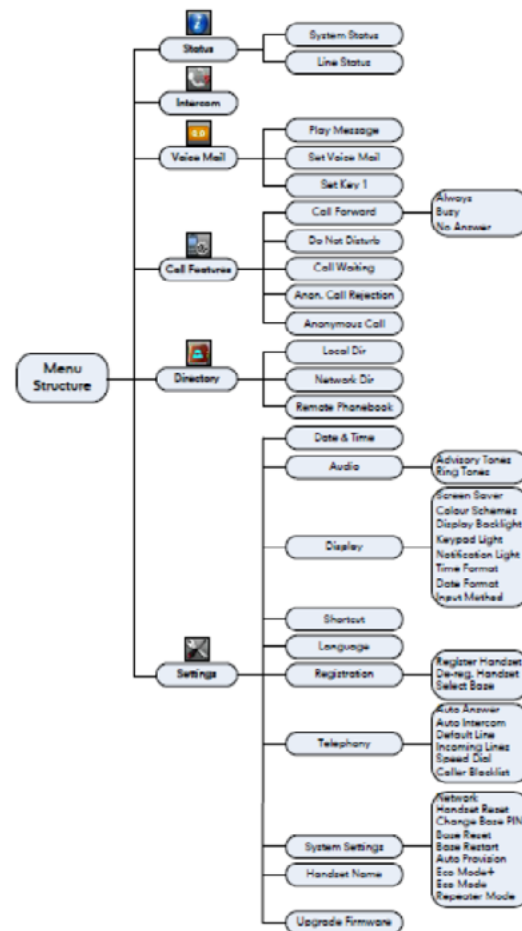 Status
System Status
Line Status
Intercom
Voice Mail
Play Message
Set Voice Mail
Set Key 1
Call Features
Call Forward
Always
Busy
No Answer
Do Not Disturb
Call Waiting
Anon. Call Rejection
Anonymous Call
Menu
Structure
Directory
Local Dir
Network Dir
Remote Phonebook
Settings
Date & Time
Audio
Advisory Tones
Ring Tones
Display
Screen Saver
Colour Schemes
Display Backlight
Keypad Light
Notification Light
Time Format
Date Format
Input Method
Shortcut
Language
Registration
Register Handset
De-reg. Handset
Select Base
Telephony
Auto Answer
Auto Intercom
Default Line
Incoming Lines
Speed Dial
Caller Blacklist
System Settings
Network
Handset Reset
Change Base PIN
Base Reset
Base Restart
Auto Provision
Eco Mode+
Eco Mode
Repeater Mode
Handset Name
Upgrade Firmware